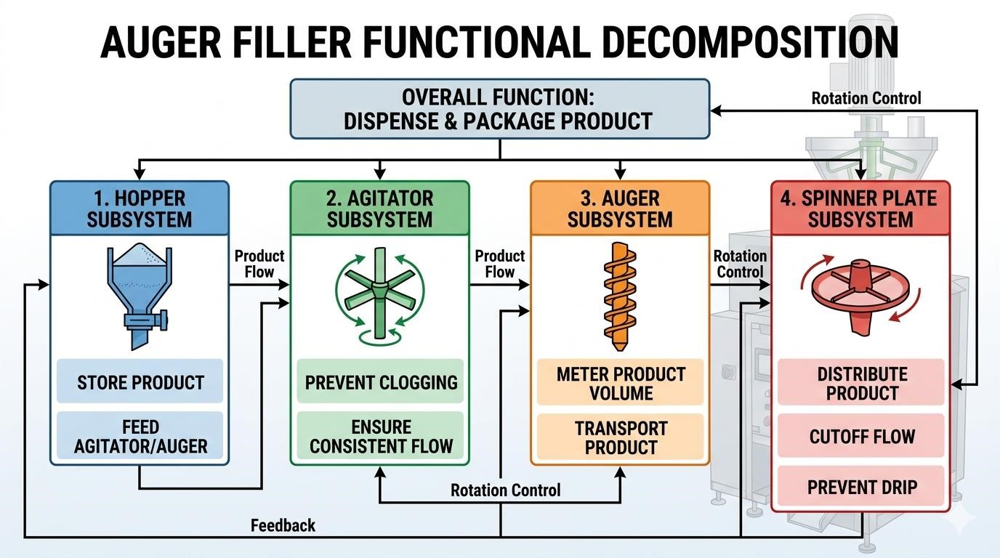 AUGER FILLER FUNCTIONAL DECOMPOSITION
OVERALL FUNCTION:
DISPENSE & PACKAGE PRODUCT
Rotation Control
1. HOPPER
SUBSYSTEM
2. AGITATOR
SUBSYSTEM
3. AUGER
SUBSYSTEM
4. SPINNER PLATE
SUBSYSTEM
Product
Flow
Product
Flow
Rotation
Control
STORE PRODUCT
FEED
AGITATOR/AUGER
PREVENT CLOGGING
ENSURE
CONSISTENT FLOW
METER PRODUCT
VOLUME
TRANSPORT
PRODUCT
DISTRIBUTE
PRODUCT
CUTOFF FLOW
PREVENT DRIP
Rotation Control
Feedback